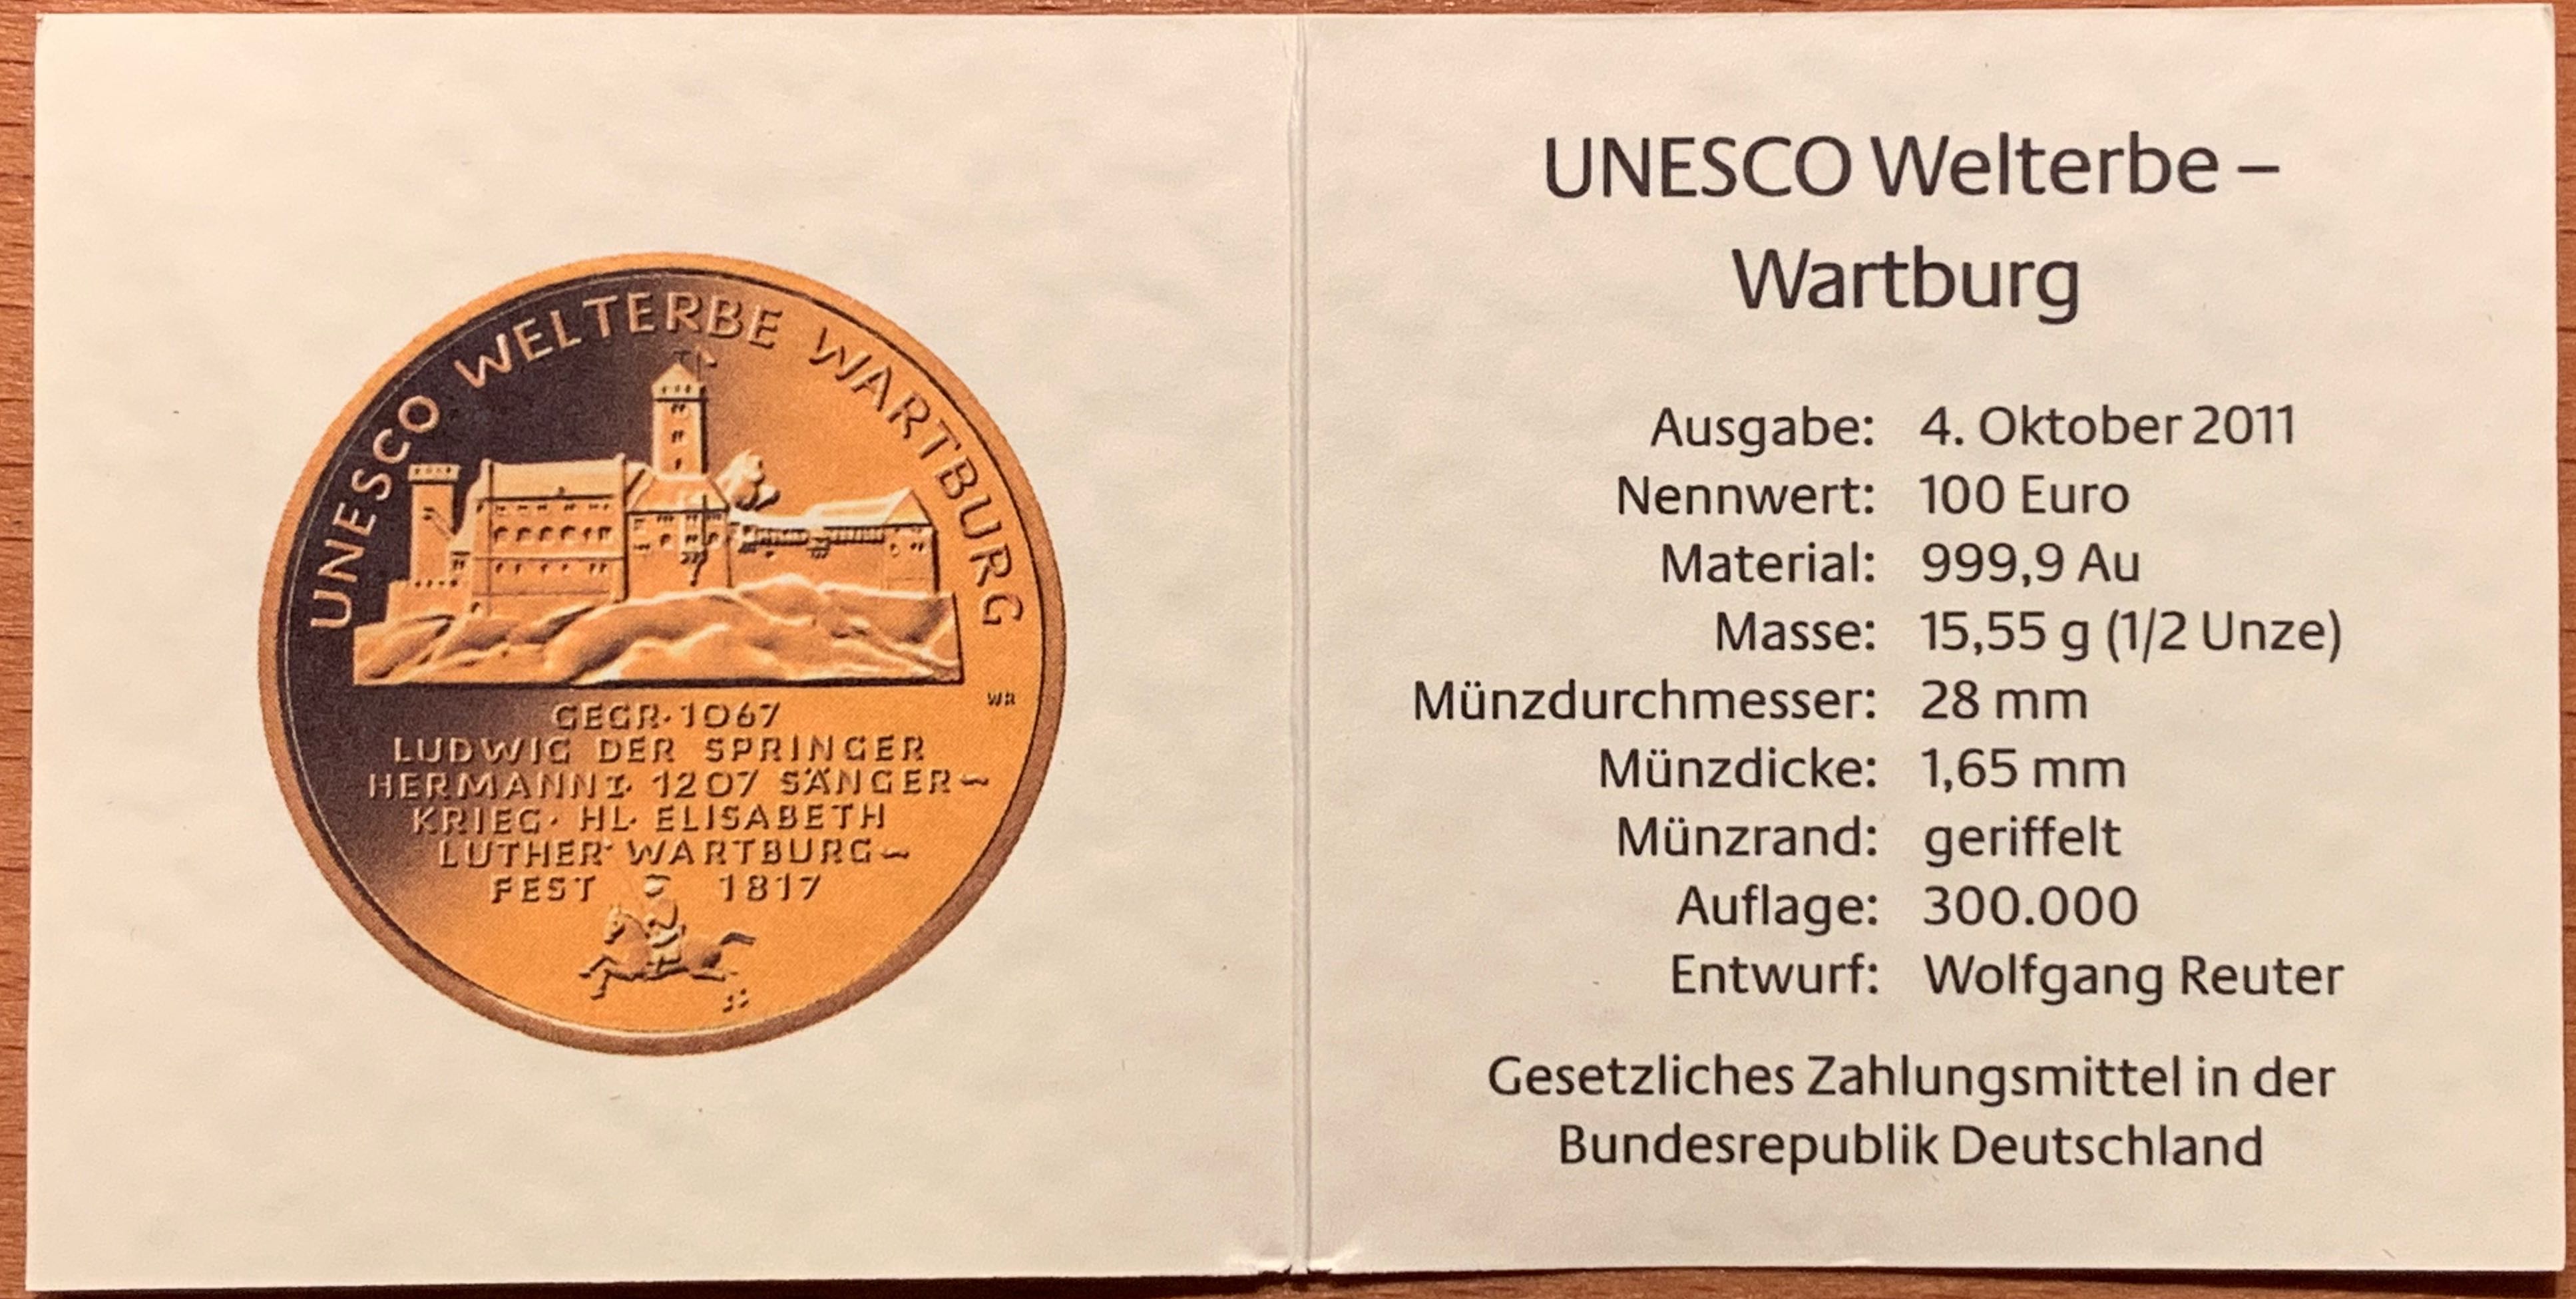 UNESCO WELTERBE WARTBURG
WR
GEGR·1067
LUDWIG DER SPRINGER
HERMANN I· 1207 SÄNGER-
KRIEG· HL· ELISABETH
LUTHER· WARTBURG-
FEST 1817
UNESCO Welterbe –
Wartburg
Ausgabe: 4. Oktober 2011
Nennwert: 100 Euro
Material: 999,9 Au
Masse: 15,55 g (1/2 Unze)
Münzdurchmesser: 28 mm
Münzdicke: 1,65 mm
Münzrand: geriffelt
Auflage: 300.000
Entwurf: Wolfgang Reuter
Gesetzliches Zahlungsmittel in der
Bundesrepublik Deutschland